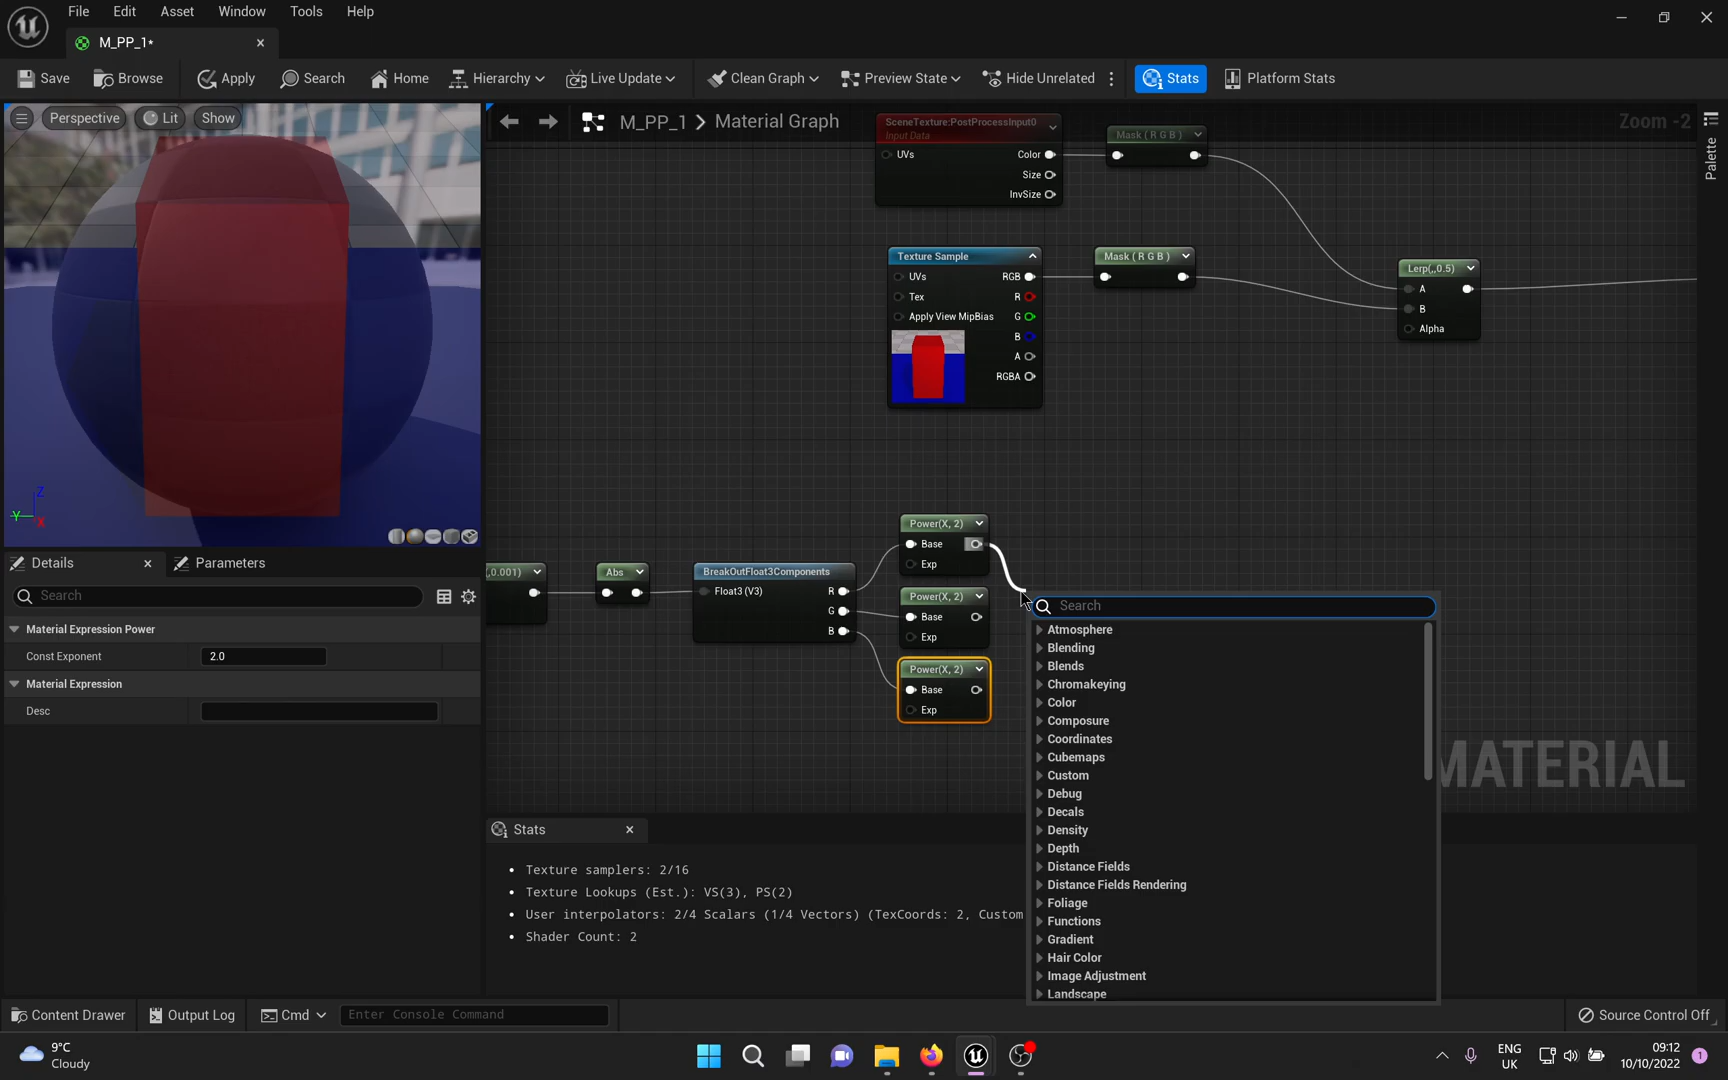 File Edit Asset Window Tools Help
M_PP_1*
Save Browse Apply Search Home Hierarchy Live Update Clean Graph Preview State Hide Unrelated Stats Platform Stats
Perspective Lit Show
M_PP_1 > Material Graph
Zoom -2
Palette
SceneTexture:PostProcessInput0
Input Data
UVs Color
Size
InvSize
Mask ( R G B )
Texture Sample
UVs RGB
Tex R
Apply View MipBias G
B
A
RGBA
Mask ( R G B )
Lerp(,,0.5)
A
B
Alpha
Z
Y
X
Details Parameters
Search
Material Expression Power
Const Exponent 2.0
Material Expression
Desc
,0.001)
Abs
BreakOutFloat3Components
Float3 (V3) R
G
B
Power(X, 2)
Base
Exp
Power(X, 2)
Base
Exp
Power(X, 2)
Base
Exp
Search
Atmosphere
Blending
Blends
Chromakeying
Color
Composure
Coordinates
Cubemaps
Custom
Debug
Decals
Density
Depth
Distance Fields
Distance Fields Rendering
Foliage
Functions
Gradient
Hair Color
Image Adjustment
Landscape
MATERIAL
Stats
Texture samplers: 2/16
Texture Lookups (Est.): VS(3), PS(2)
User interpolators: 2/4 Scalars (1/4 Vectors) (TexCoords: 2, Custom
Shader Count: 2
Content Drawer Output Log Cmd Enter Console Command Source Control Off
9°C
Cloudy
ENG
UK
09:12
10/10/2022
1